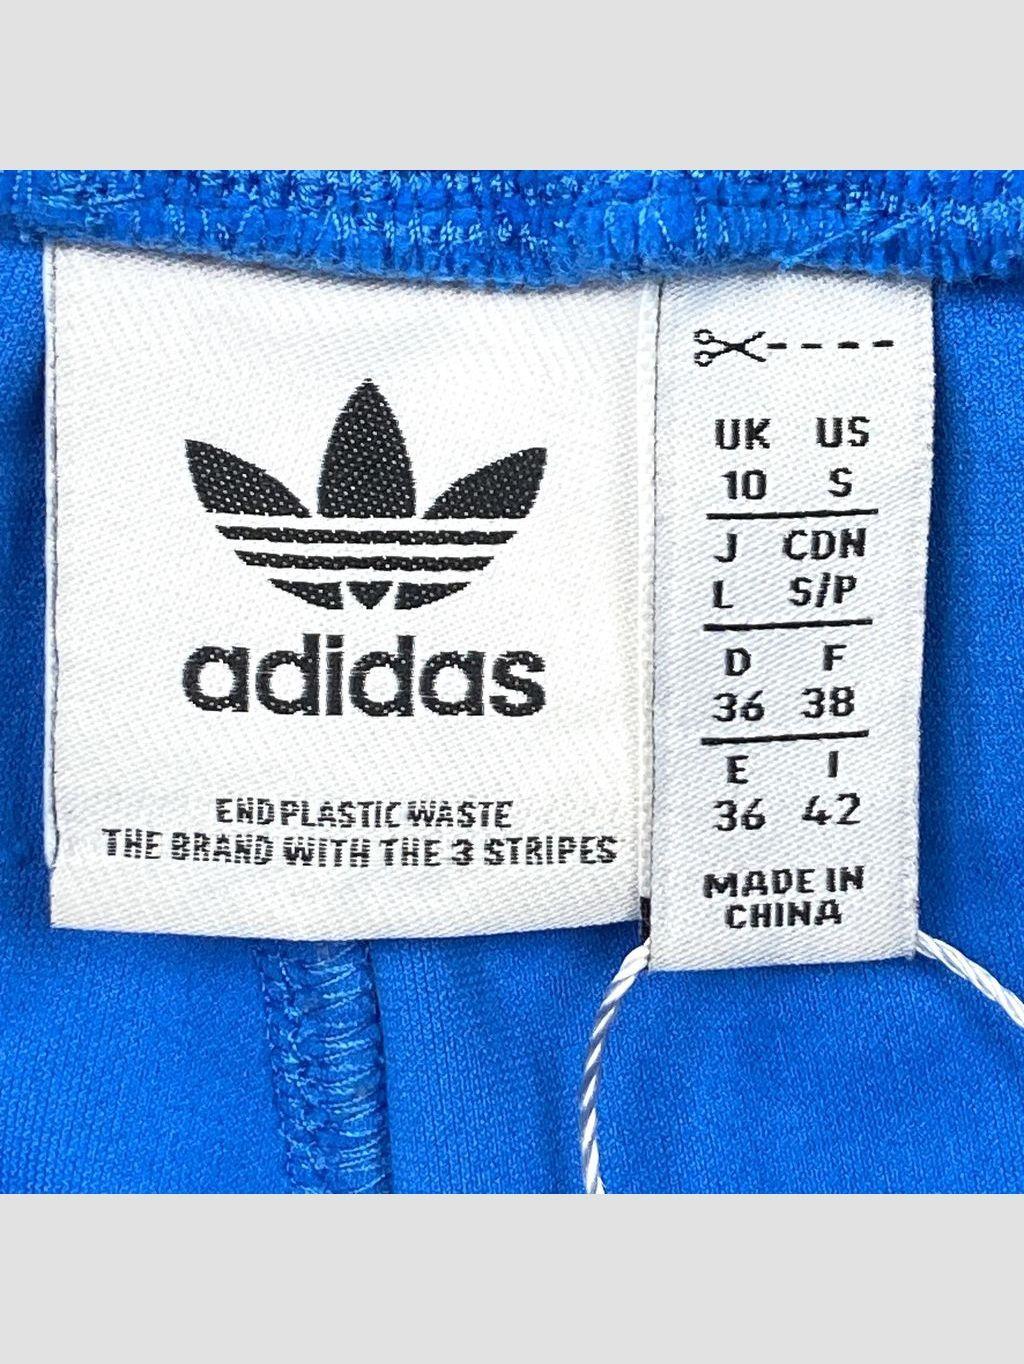 adidas
END PLASTIC WASTE
THE BRAND WITH THE 3 STRIPES
UK US
10 S
J CDN
L S/P
D F
36 38
E I
36 42
MADE IN
CHINA